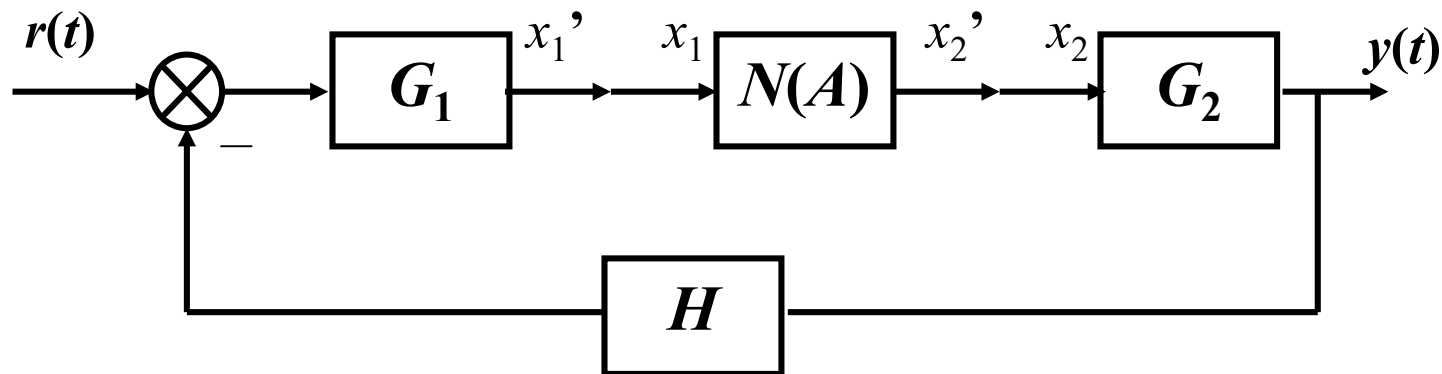 r(t) x₁’ x₁ x₂’ x₂ y(t)
G₁ N(A) G₂
–
H